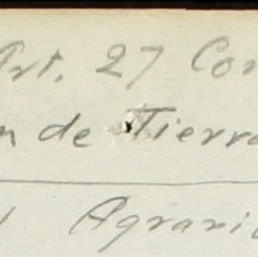 Art. 27 Con
n de Tierra
Agrari